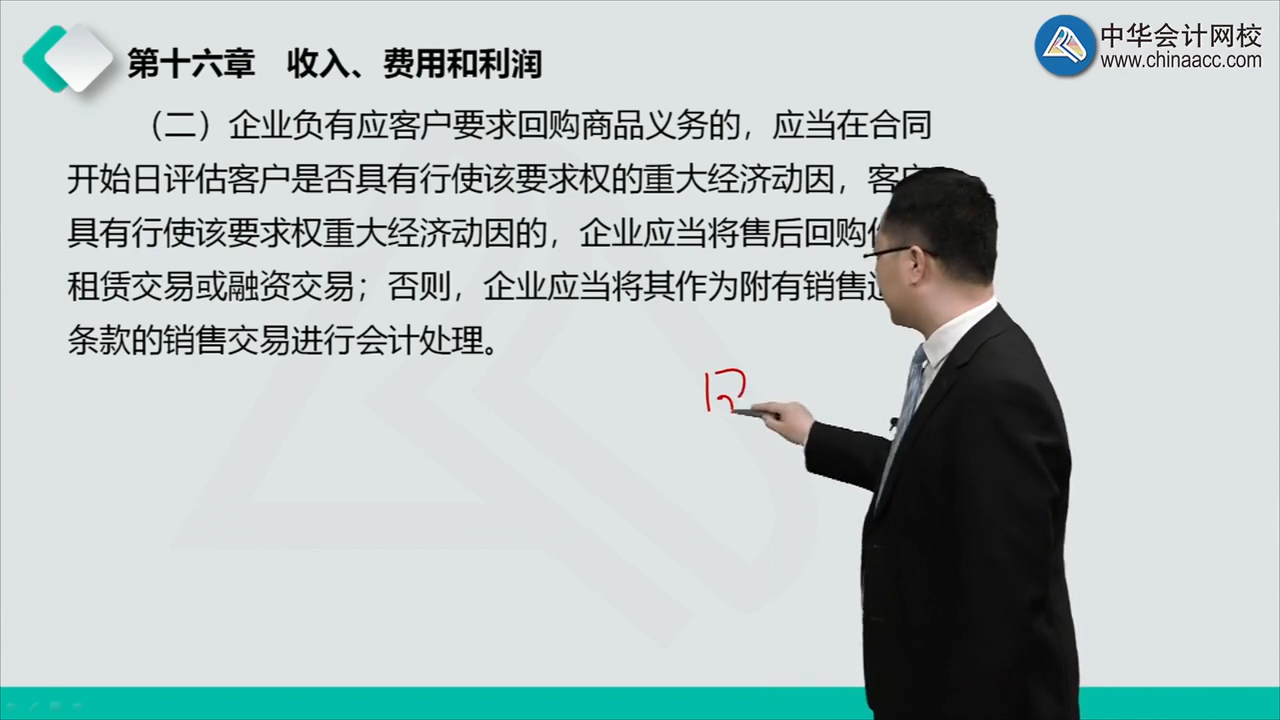 第十六章 收入、费用和利润
中华会计网校
www.chinaacc.com
（二）企业负有应客户要求回购商品义务的，应当在合同
开始日评估客户是否具有行使该要求权的重大经济动因，客户
具有行使该要求权重大经济动因的，企业应当将售后回购作
租赁交易或融资交易；否则，企业应当将其作为附有销售退
条款的销售交易进行会计处理。